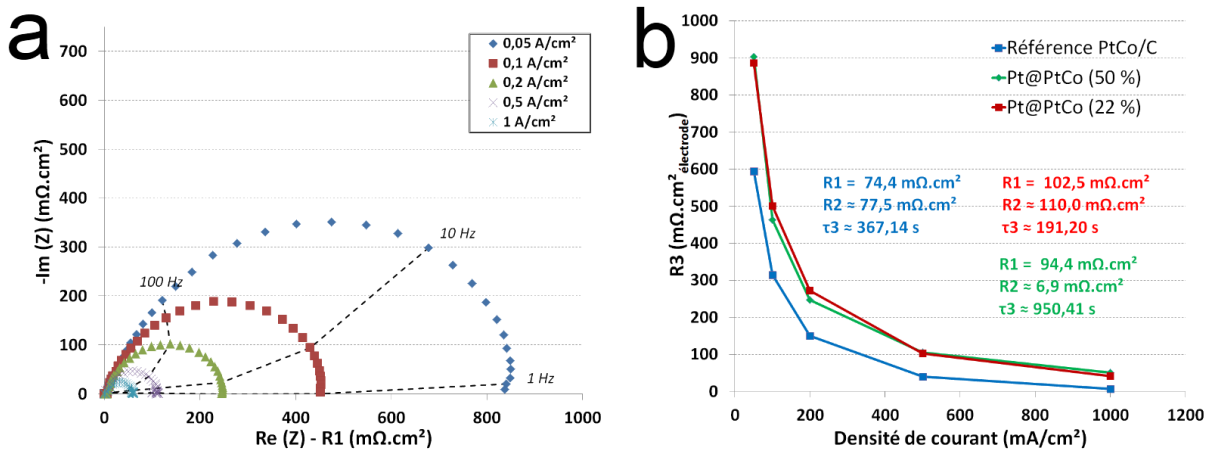 a
700
600
500
400
300
200
100
0
-Im (Z) (mΩ.cm²)
0,05 A/cm²
0,1 A/cm²
0,2 A/cm²
0,5 A/cm²
1 A/cm²
100 Hz
10 Hz
1 Hz
0 200 400 600 800 1000
Re (Z) - R1 (mΩ.cm²)
b
1000
900
800
700
600
500
400
300
200
100
0
R3 (mΩ.cm²électrode)
Référence PtCo/C
Pt@PtCo (50 %)
Pt@PtCo (22 %)
R1 = 74,4 mΩ.cm²
R2 ≈ 77,5 mΩ.cm²
τ3 ≈ 367,14 s
R1 = 102,5 mΩ.cm²
R2 ≈ 110,0 mΩ.cm²
τ3 ≈ 191,20 s
R1 = 94,4 mΩ.cm²
R2 ≈ 6,9 mΩ.cm²
τ3 ≈ 950,41 s
0 200 400 600 800 1000 1200
Densité de courant (mA/cm²)